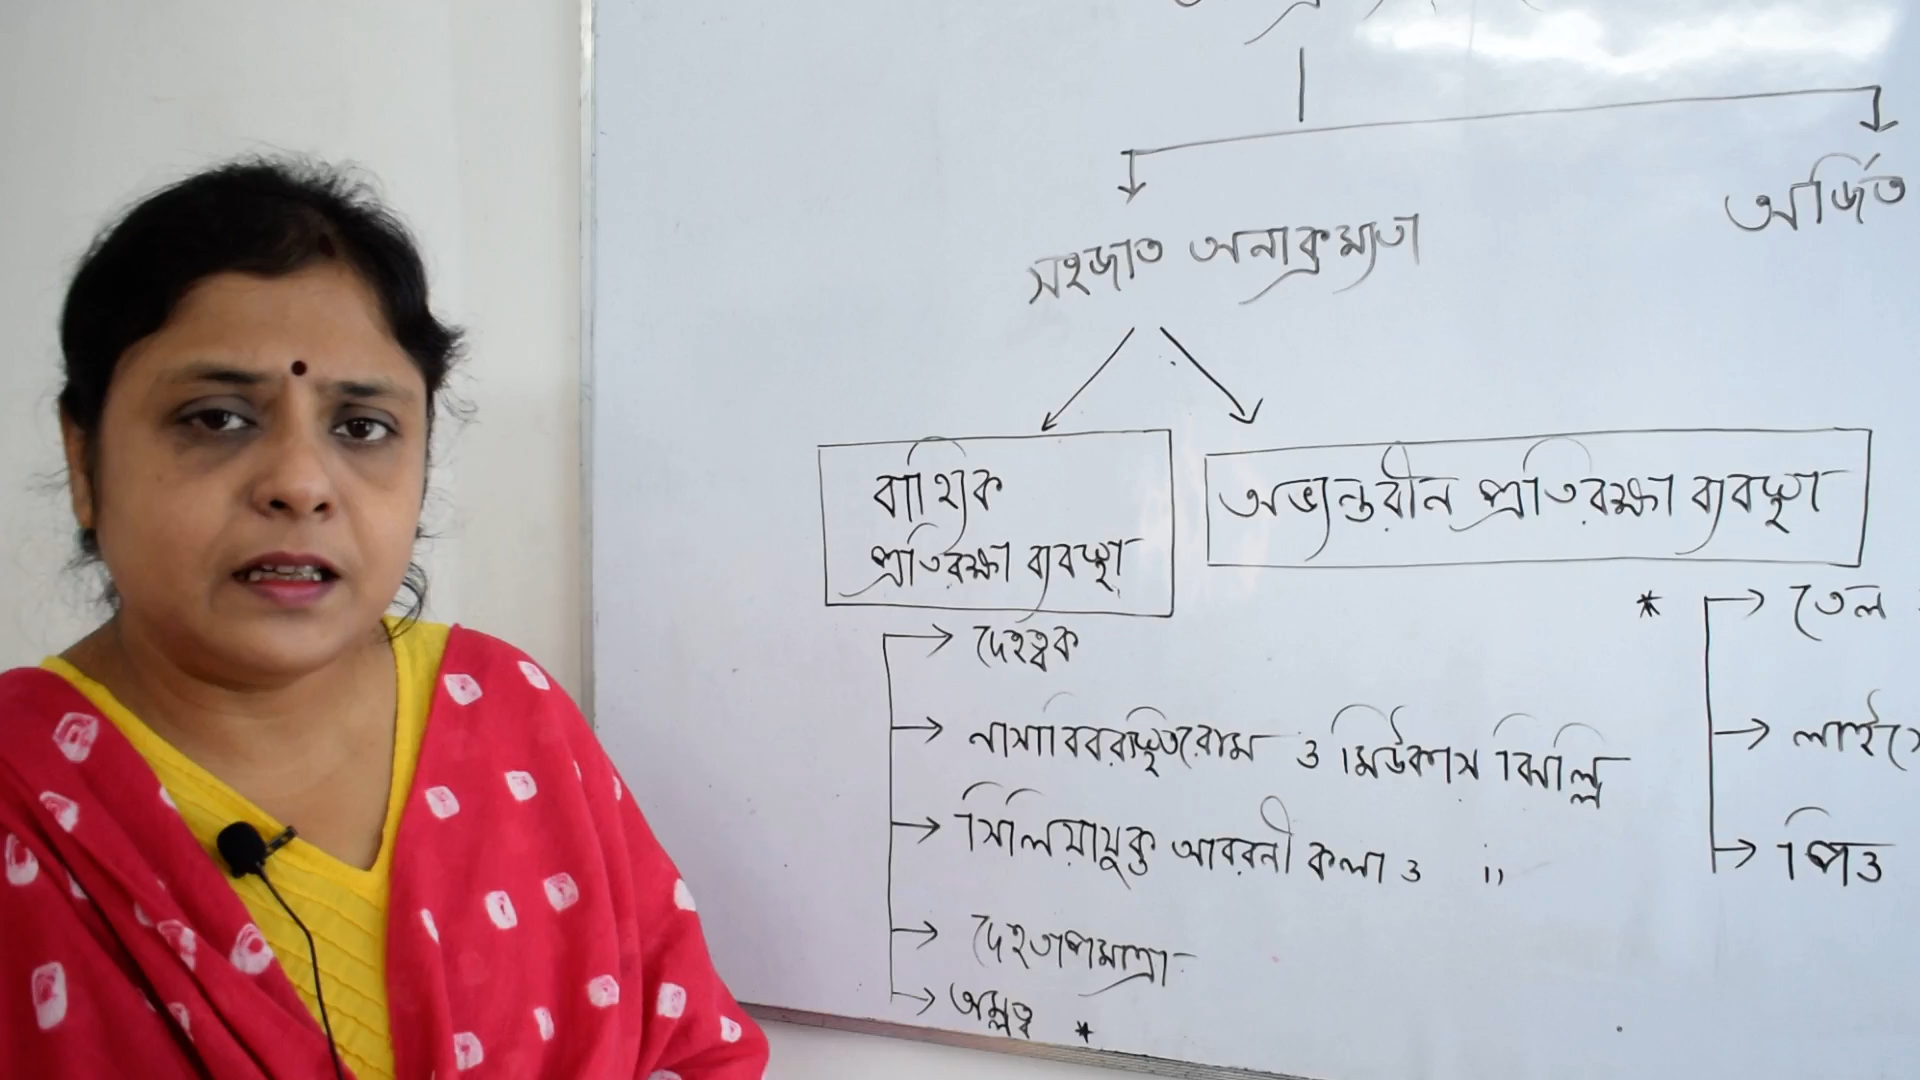 অর্জিত
সহজাত অনাক্রম্যতা
বাহ্যিক
প্রতিরক্ষা ব্যবস্থা
অভ্যন্তরীন প্রতিরক্ষা ব্যবস্থা
→ দেহত্বক
→ নাসাবিবরস্থিত রোম ও মিউকাস ঝিল্লি
→ সিলিয়াযুক্ত আবরনী কলা ও "
→ দেহতাপমাত্রা
→ অম্লত্ব *
* → তেল
→ লাইসো
→ পিত্ত